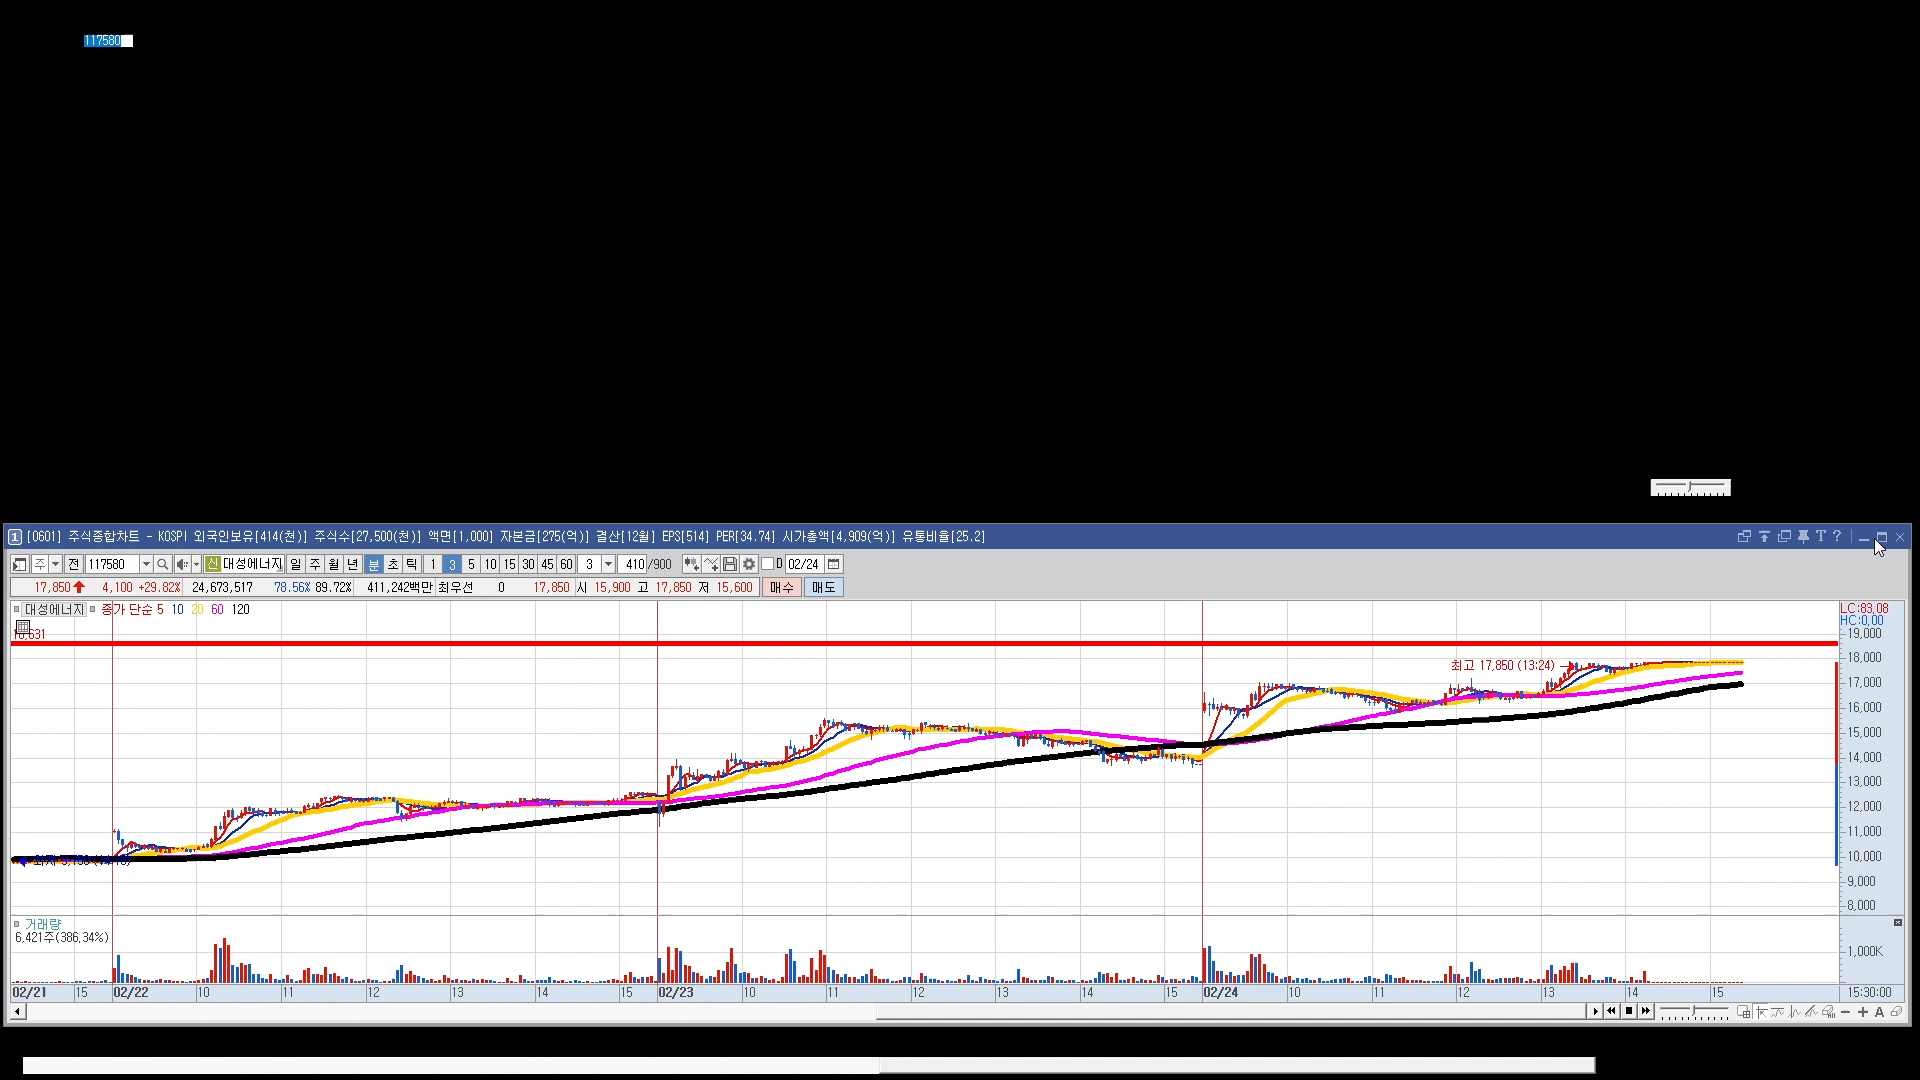 117580
1 [0601] 주식종합차트 - KOSPI 외국인보유[414(천)] 주식수[27,500(천)] 액면[1,000] 자본금[275(억)] 결산[12월] EPS[514] PER[34.74] 시가총액[4,909(억)] 유통비율[25.2] T ?
주 전 117580 신 대성에너지 일 주 월 년 분 초 틱 1 3 5 10 15 30 45 60 3 410 /900 D 02/24
17,850 4,100 +29.82% 24,673,517 78.56% 89.72% 411,242백만 최우선 0 17,850 시 15,900 고 17,850 저 15,600 매수 매도
대성에너지 종가 단순 5 10 20 60 120
LC:83.08
HC:0.00
19,000
18,000
최고 17,850 (13:24)
17,000
16,000
15,000
14,000
13,000
12,000
11,000
10,000
9,000
8,000
거래량
6,421주(386.34%)
1,000K
02/21 15 02/22 10 11 12 13 14 15 02/23 10 11 12 13 14 15 02/24 10 11 12 13 14 15 15:30:00
A